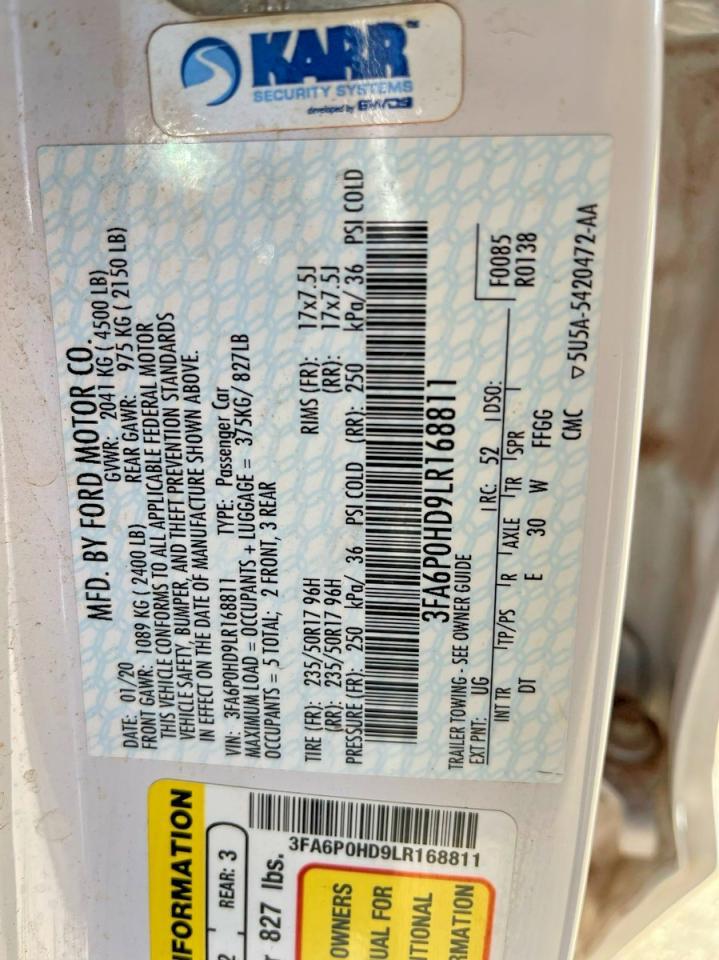 KARR™
SECURITY SYSTEMS
developed by
MFD. BY FORD MOTOR CO.
DATE: 01/20 GVWR: 2041 KG ( 4500 LB)
FRONT GAWR: 1089 KG ( 2400 LB) REAR GAWR: 975 KG ( 2150 LB)
THIS VEHICLE CONFORMS TO ALL APPLICABLE FEDERAL MOTOR
VEHICLE SAFETY, BUMPER, AND THEFT PREVENTION STANDARDS
IN EFFECT ON THE DATE OF MANUFACTURE SHOWN ABOVE.
VIN: 3FA6P0HD9LR168811 TYPE: Passenger Car
MAXIMUM LOAD = OCCUPANTS + LUGGAGE = 375KG/ 827LB
OCCUPANTS = 5 TOTAL; 2 FRONT, 3 REAR
TIRE (FR): 235/50R17 96H RIMS (FR): 17x7.5J
(RR): 235/50R17 96H (RR): 17x7.5J
PRESSURE (FR): 250 kPa/ 36 PSI COLD (RR): 250 kPa/ 36 PSI COLD
3FA6P0HD9LR168811
TRAILER TOWING - SEE OWNER GUIDE
F0085
R0138
EXT PNT: UG RC: 52 DSO:
INT TR TP/PS R AXLE TR SPR
DT E 30 W FFGG
CMC ▽5U5A-5420472-AA
NFORMATION
2 REAR: 3
827 lbs.
3FA6P0HD9LR168811
OWNERS
UAL FOR
ITIONAL
RMATION